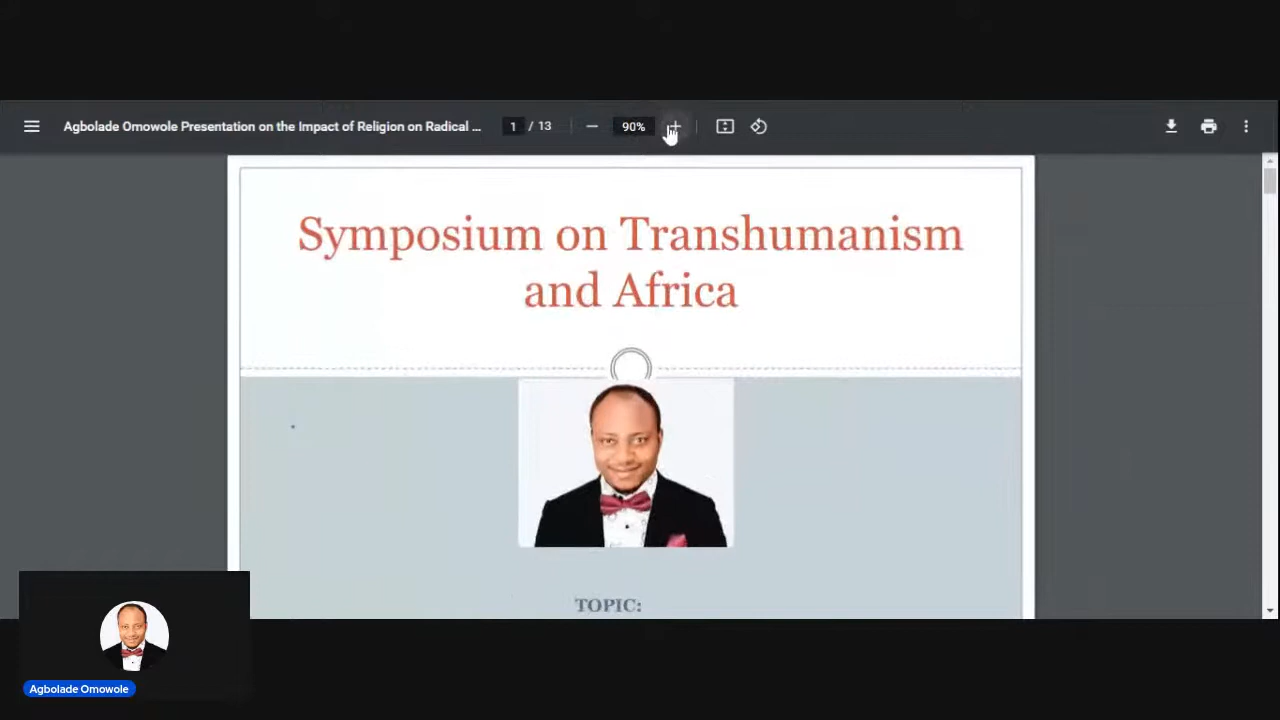 Agbolade Omowole Presentation on the Impact of Religion on Radical ...
1 / 13
90%
Symposium on Transhumanism
and Africa
TOPIC:
Agbolade Omowole